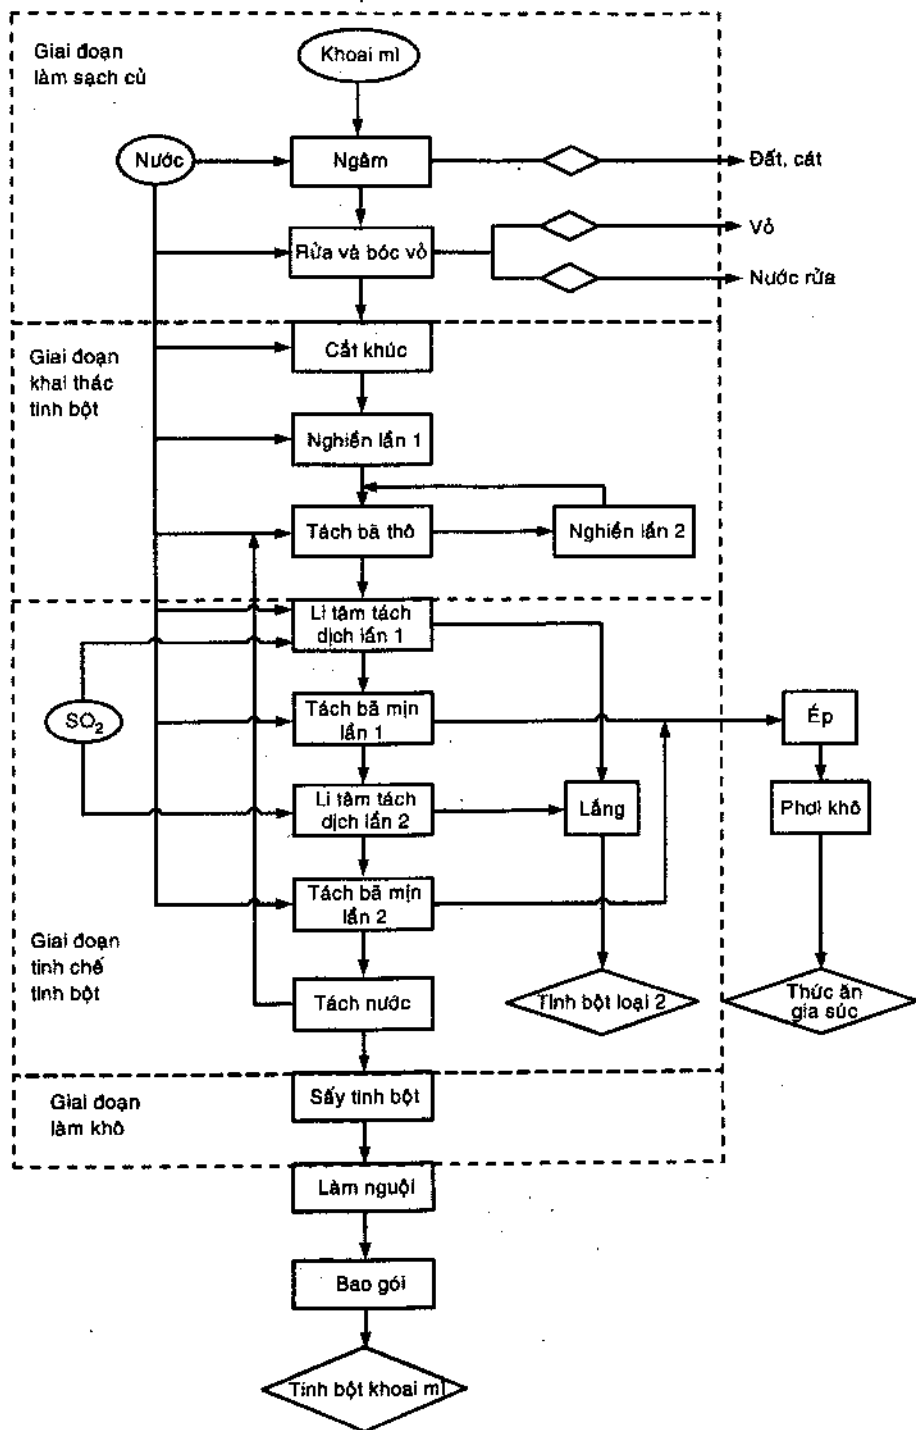 Giai đoạn
làm sạch củ
Khoai mì
Nước
Ngâm
Đất, cát
Rửa và bóc vỏ
Vỏ
Nước rửa
Giai đoạn
khai thác
tinh bột
Cắt khúc
Nghiền lần 1
Tách bã thô
Nghiền lần 2
Li tâm tách
dịch lần 1
SO₂
Tách bã mịn
lần 1
Ép
Li tâm tách
dịch lần 2
Lắng
Phơi khô
Tách bã mịn
lần 2
Giai đoạn
tinh chế
tinh bột
Tách nước
Tinh bột loại 2
Thức ăn
gia súc
Giai đoạn
làm khô
Sấy tinh bột
Làm nguội
Bao gói
Tinh bột khoai mì